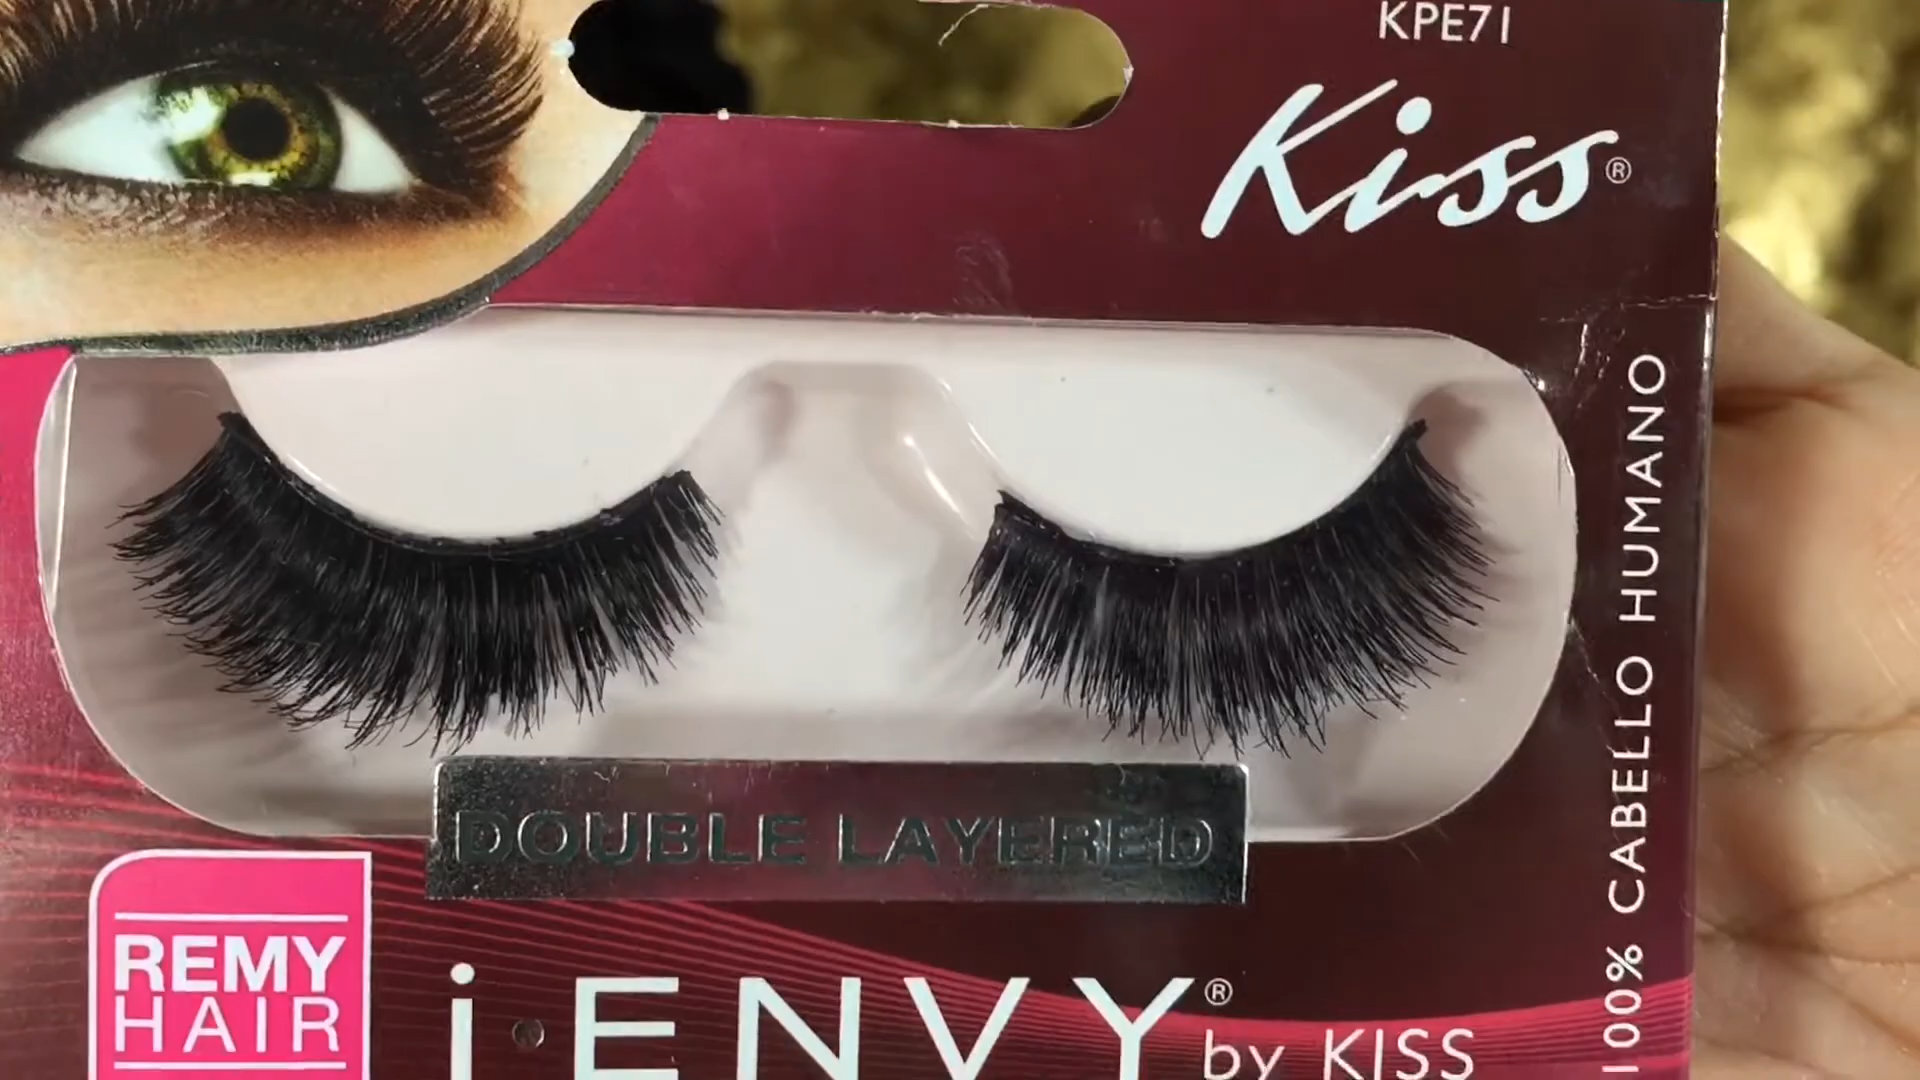 KPE71
Kiss®
100% CABELLO HUMANO
DOUBLE LAYERED
REMY
HAIR
i·ENVY®
by KISS